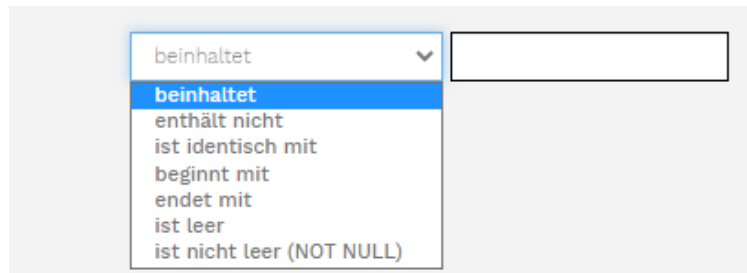 beinhaltet
beinhaltet
enthält nicht
ist identisch mit
beginnt mit
endet mit
ist leer
ist nicht leer (NOT NULL)